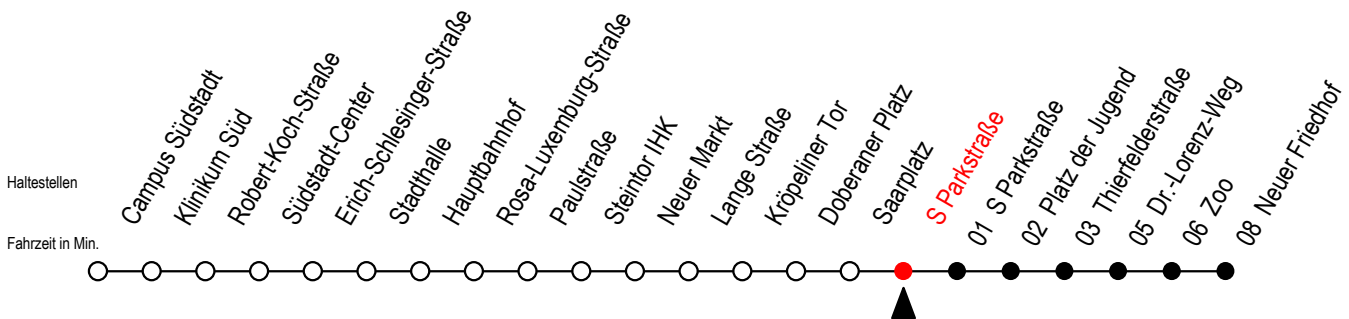 Haltestellen
Fahrzeit in Min.
Campus Südstadt
Klinikum Süd
Robert-Koch-Straße
Südstadt-Center
Erich-Schlesinger-Straße
Stadthalle
Hauptbahnhof
Rosa-Luxemburg-Straße
Paulstraße
Steintor IHK
Neuer Markt
Lange Straße
Kröpeliner Tor
Doberaner Platz
Saarplatz
S Parkstraße
01 S Parkstraße
02 Platz der Jugend
03 Thierfelderstraße
05 Dr.-Lorenz-Weg
06 Zoo
08 Neuer Friedhof